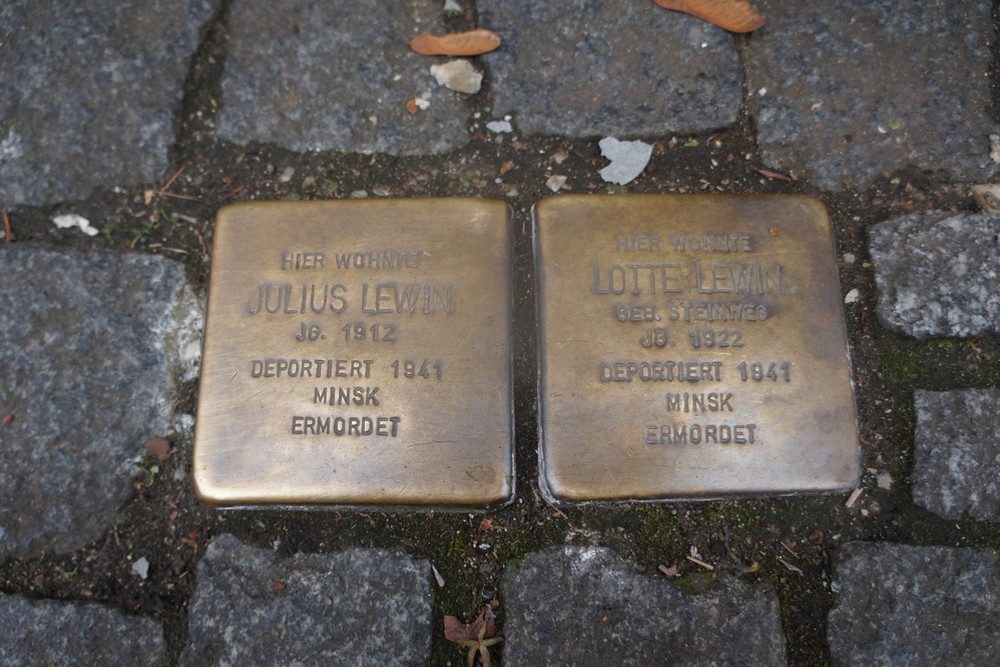 HIER WOHNTE
JULIUS LEWIN
JG. 1912
DEPORTIERT 1941
MINSK
ERMORDET
HIER WOHNTE
LOTTE LEWIN
GEB. STEINWEG
JG. 1922
DEPORTIERT 1941
MINSK
ERMORDET